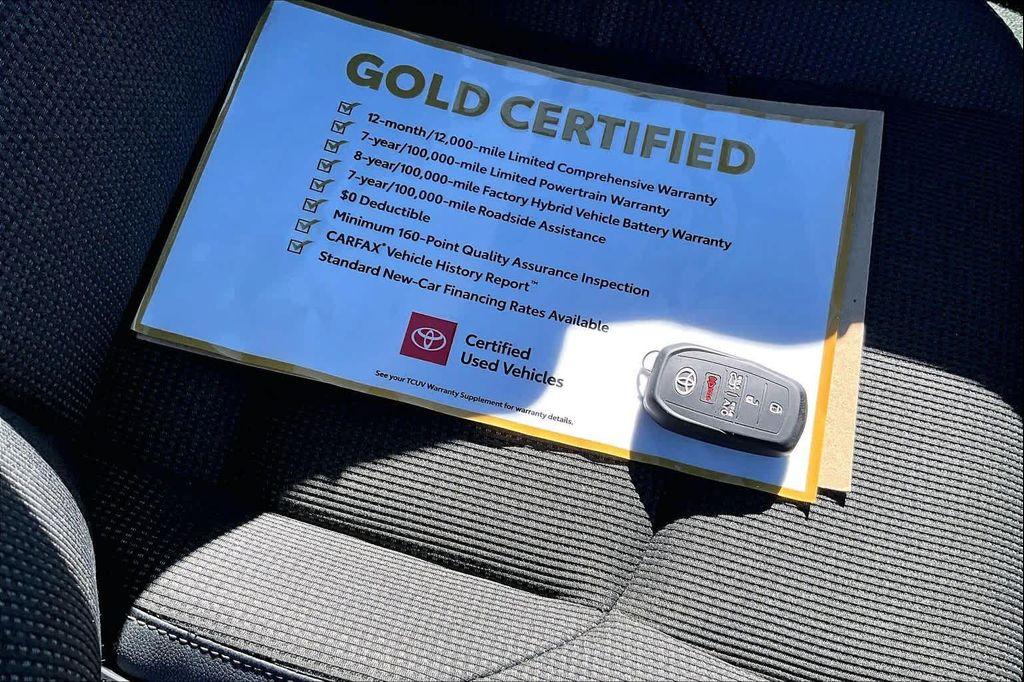 GOLD CERTIFIED
12-month/12,000-mile Limited Comprehensive Warranty
7-year/100,000-mile Limited Powertrain Warranty
8-year/100,000-mile Factory Hybrid Vehicle Battery Warranty
7-year/100,000-mile Roadside Assistance
$0 Deductible
Minimum 160-Point Quality Assurance Inspection
CARFAX® Vehicle History Report™
Standard New-Car Financing Rates Available
Certified
Used Vehicles
See your TCUV Warranty Supplement for warranty details.